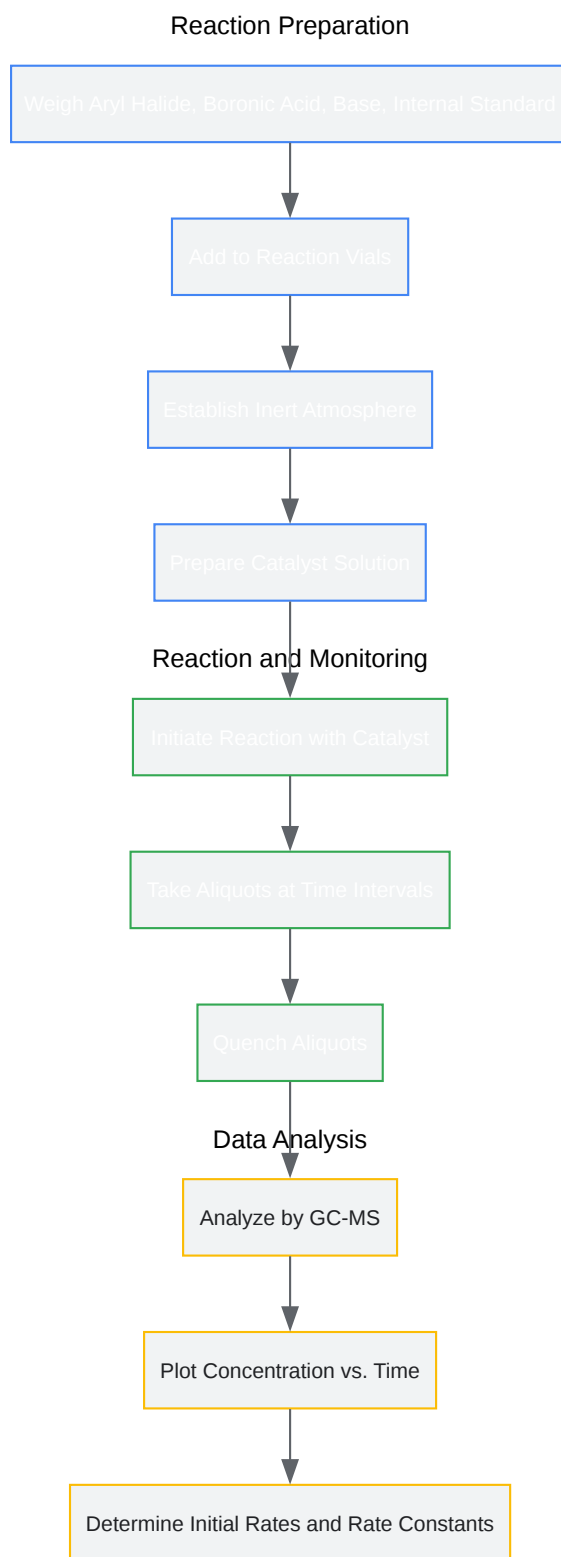 Reaction Preparation
Weigh Aryl Halide, Boronic Acid, Base, Internal Standard
Add to Reaction Vials
Establish Inert Atmosphere
Prepare Catalyst Solution
Reaction and Monitoring
Initiate Reaction with Catalyst
Take Aliquots at Time Intervals
Quench Aliquots
Data Analysis
Analyze by GC-MS
Plot Concentration vs. Time
Determine Initial Rates and Rate Constants